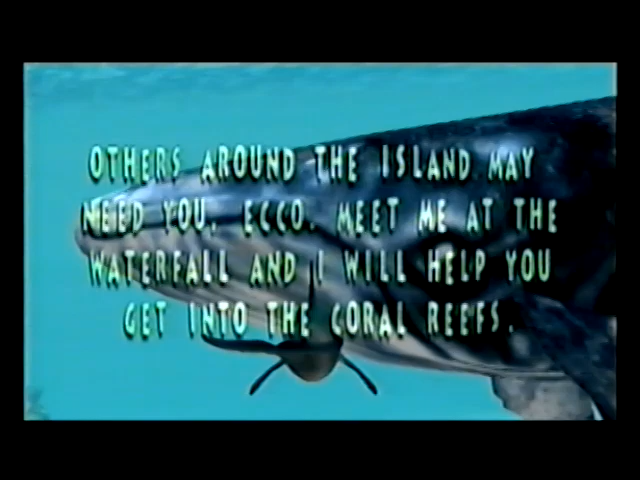 OTHERS AROUND THE ISLAND MAY
NEED YOU, ECCO. MEET ME AT THE
WATERFALL AND I WILL HELP YOU
GET INTO THE CORAL REEFS.